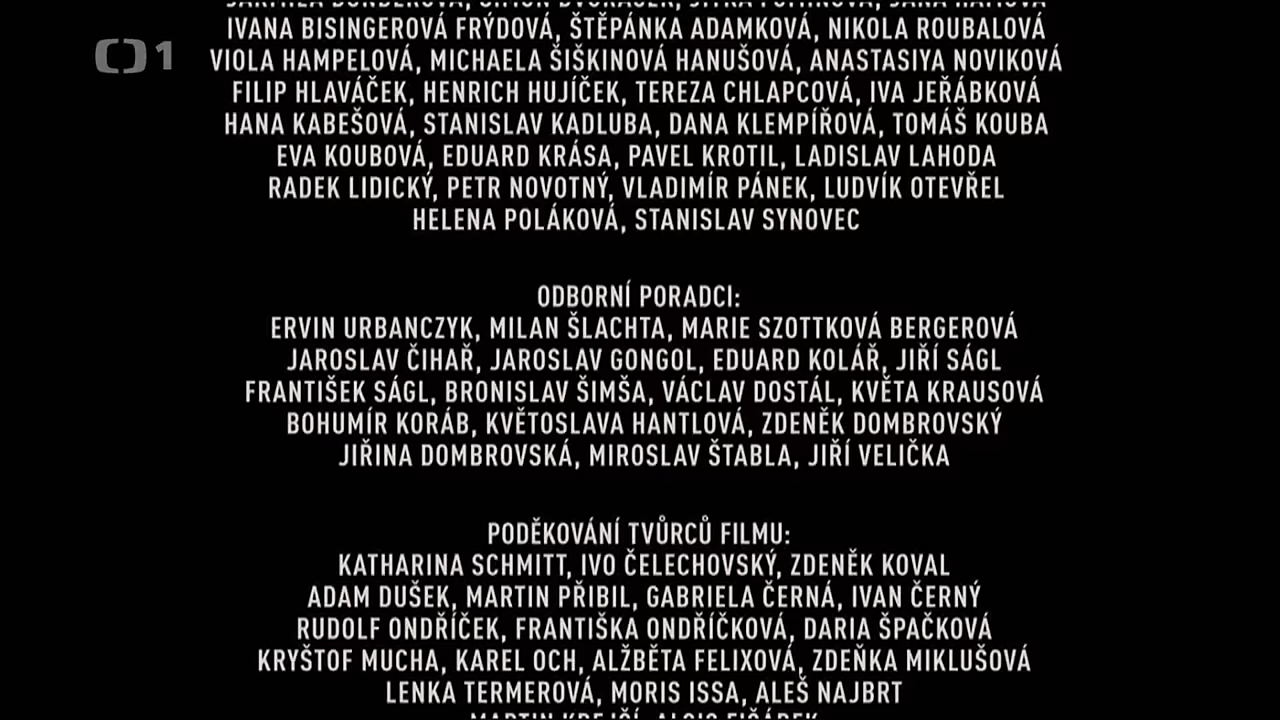 IVANA BISINGEROVÁ FRÝDOVÁ, ŠTĚPÁNKA ADAMKOVÁ, NIKOLA ROUBALOVÁ
1
VIOLA HAMPELOVÁ, MICHAELA ŠIŠKINOVÁ HANUŠOVÁ, ANASTASIYA NOVIKOVÁ
FILIP HLAVÁČEK, HENRICH HUJÍČEK, TEREZA CHLAPCOVÁ, IVA JEŘÁBKOVÁ
HANA KABEŠOVÁ, STANISLAV KADLUBA, DANA KLEMPÍŘOVÁ, TOMÁŠ KOUBA
EVA KOUBOVÁ, EDUARD KRÁSA, PAVEL KROTIL, LADISLAV LAHODA
RADEK LIDICKÝ, PETR NOVOTNÝ, VLADIMÍR PÁNEK, LUDVÍK OTEVŘEL
HELENA POLÁKOVÁ, STANISLAV SYNOVEC
ODBORNÍ PORADCI:
ERVIN URBANCZYK, MILAN ŠLACHTA, MARIE SZOTTKOVÁ BERGEROVÁ
JAROSLAV ČIHAŘ, JAROSLAV GONGOL, EDUARD KOLÁŘ, JIŘÍ SÁGL
FRANTIŠEK SÁGL, BRONISLAV ŠIMŠA, VÁCLAV DOSTÁL, KVĚTA KRAUSOVÁ
BOHUMÍR KORÁB, KVĚTOSLAVA HANTLOVÁ, ZDENĚK DOMBROVSKÝ
JIŘINA DOMBROVSKÁ, MIROSLAV ŠTABLA, JIŘÍ VELIČKA
PODĚKOVÁNÍ TVŮRCŮ FILMU:
KATHARINA SCHMITT, IVO ČELECHOVSKÝ, ZDENĚK KOVAL
ADAM DUŠEK, MARTIN PŘIBIL, GABRIELA ČERNÁ, IVAN ČERNÝ
RUDOLF ONDŘÍČEK, FRANTIŠKA ONDŘÍČKOVÁ, DARIA ŠPAČKOVÁ
KRYŠTOF MUCHA, KAREL OCH, ALŽBĚTA FELIXOVÁ, ZDEŇKA MIKLUŠOVÁ
LENKA TERMEROVÁ, MORIS ISSA, ALEŠ NAJBRT